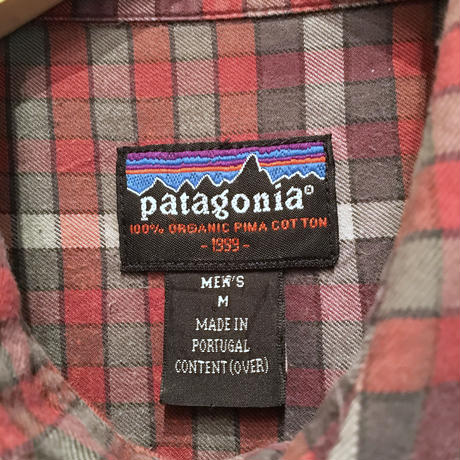 patagonia®
100% ORGANIC PIMA COTTON
- 1999 -
MEN'S
M
MADE IN
PORTUGAL
CONTENT (OVER)